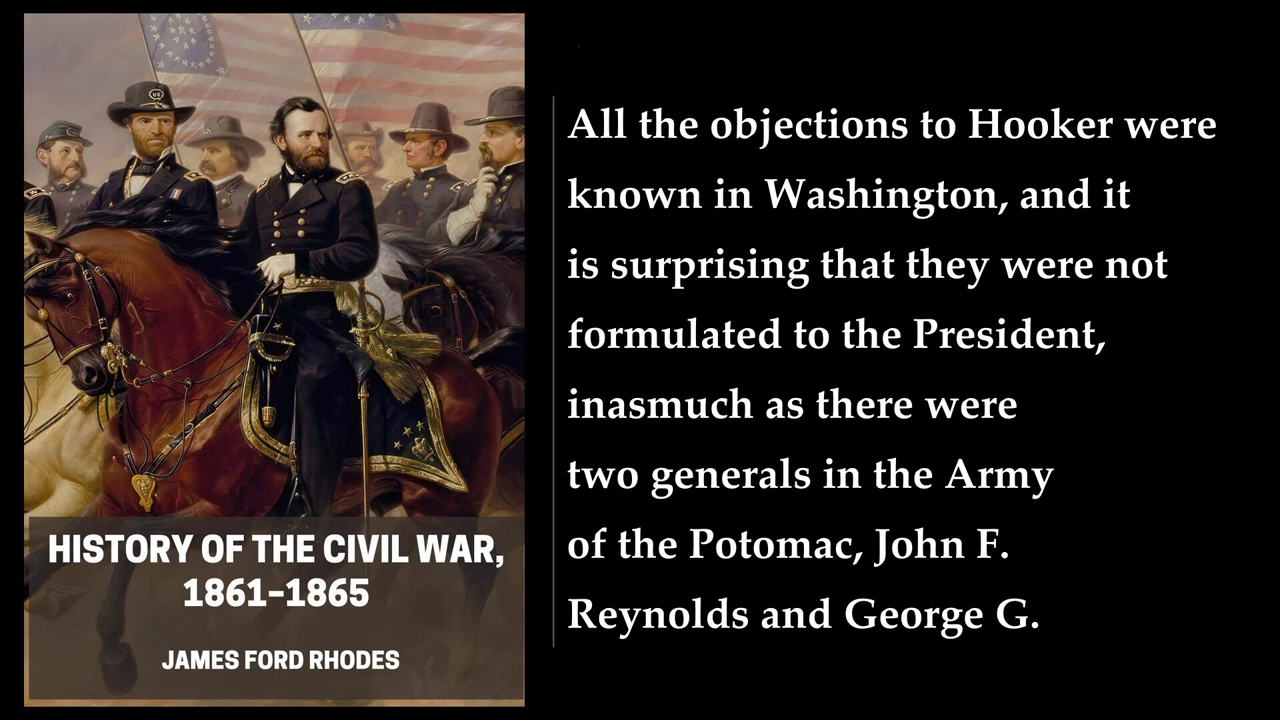 HISTORY OF THE CIVIL WAR,
1861–1865
JAMES FORD RHODES
All the objections to Hooker were
known in Washington, and it
is surprising that they were not
formulated to the President,
inasmuch as there were
two generals in the Army
of the Potomac, John F.
Reynolds and George G.